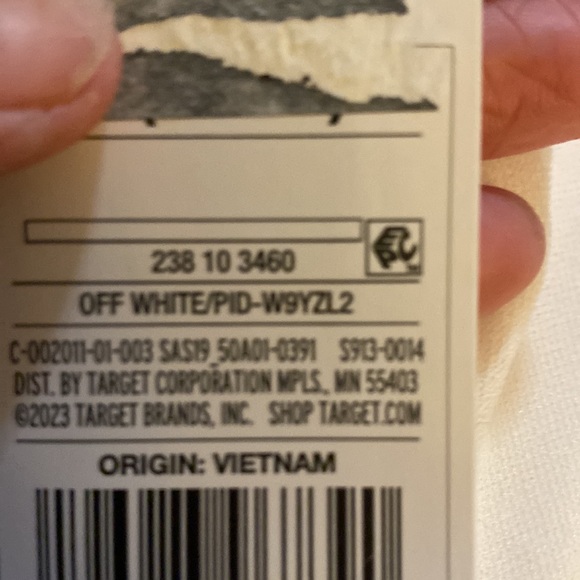 238 10 3460
EPC
OFF WHITE/PID-W9YZL2
C-002011-01-003 SAS19_50A01-0391 S913-0014
DIST. BY TARGET CORPORATION MPLS., MN 55403
©2023 TARGET BRANDS, INC. SHOP TARGET.COM
ORIGIN: VIETNAM